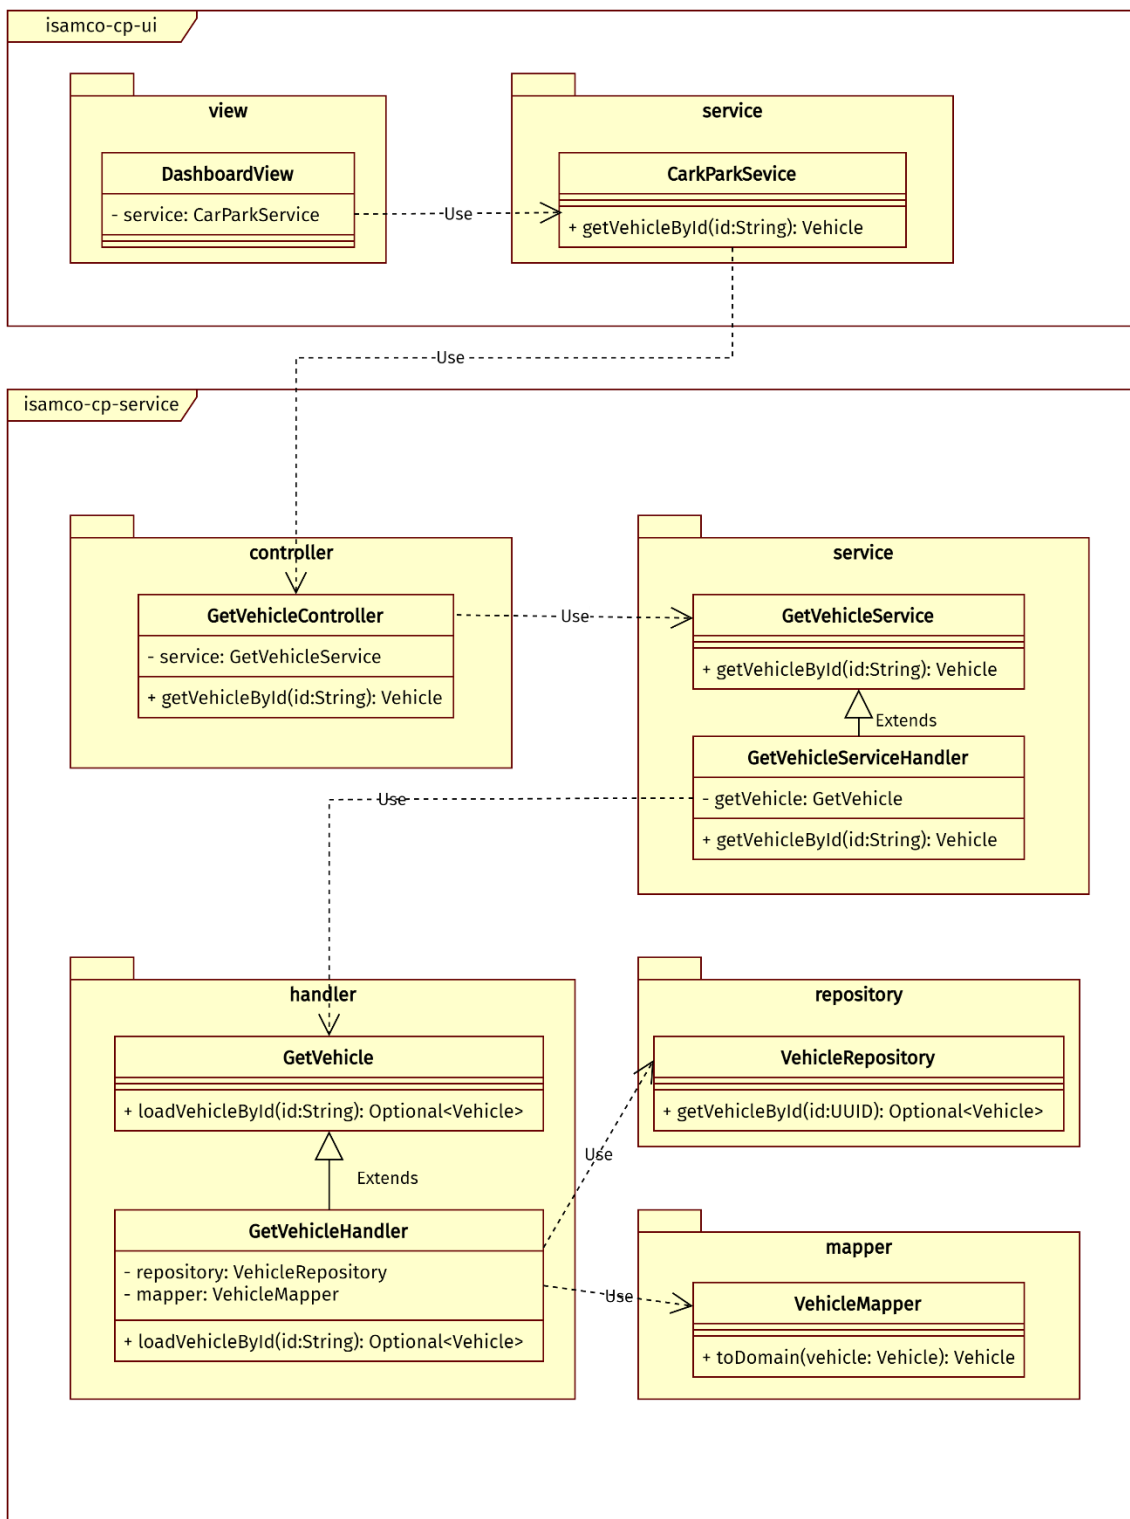 isamco-cp-ui
view
service
DashboardView
- service: CarParkService
CarkParkSevice
+ getVehicleById(id:String): Vehicle
Use
Use
isamco-cp-service
controller
service
GetVehicleController
- service: GetVehicleService
+ getVehicleById(id:String): Vehicle
Use
GetVehicleService
+ getVehicleById(id:String): Vehicle
Extends
GetVehicleServiceHandler
- getVehicle: GetVehicle
+ getVehicleById(id:String): Vehicle
Use
handler
repository
GetVehicle
+ loadVehicleById(id:String): Optional<Vehicle>
VehicleRepository
+ getVehicleById(id:UUID): Optional<Vehicle>
Use
Extends
GetVehicleHandler
- repository: VehicleRepository
- mapper: VehicleMapper
+ loadVehicleById(id:String): Optional<Vehicle>
Use
mapper
VehicleMapper
+ toDomain(vehicle: Vehicle): Vehicle